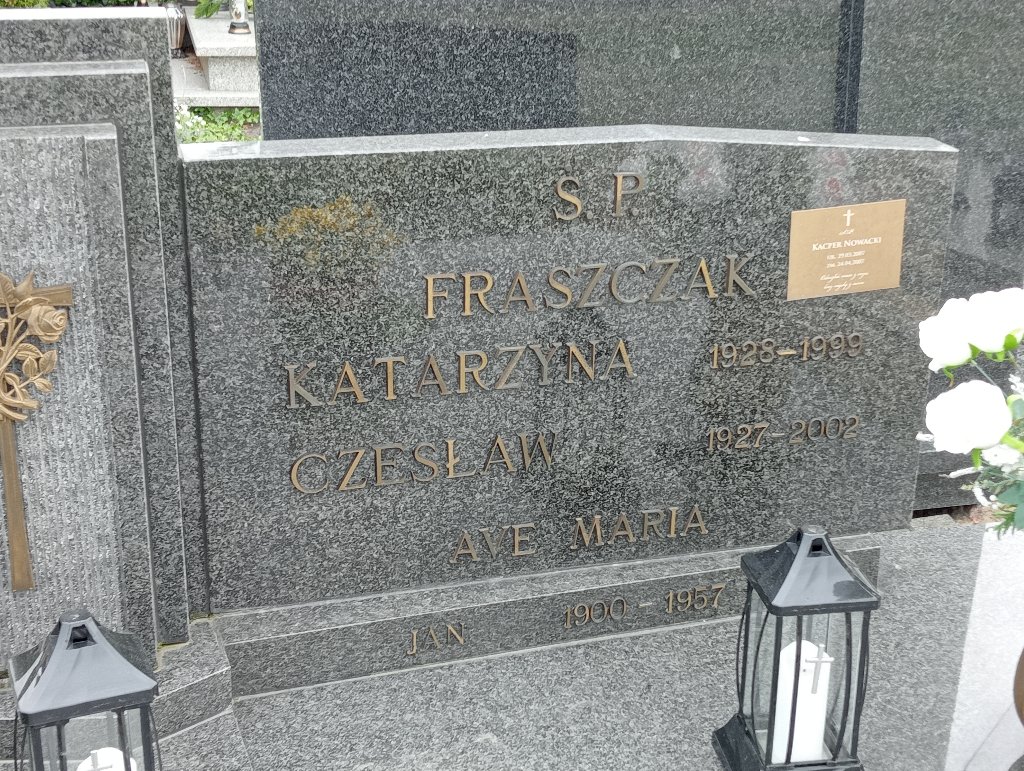 S. P.
FRASZCZAK
KATARZYNA 1928-1999
CZESŁAW 1927-2002
AVE MARIA
JAN 1900-1957
KACPER NOWACKI